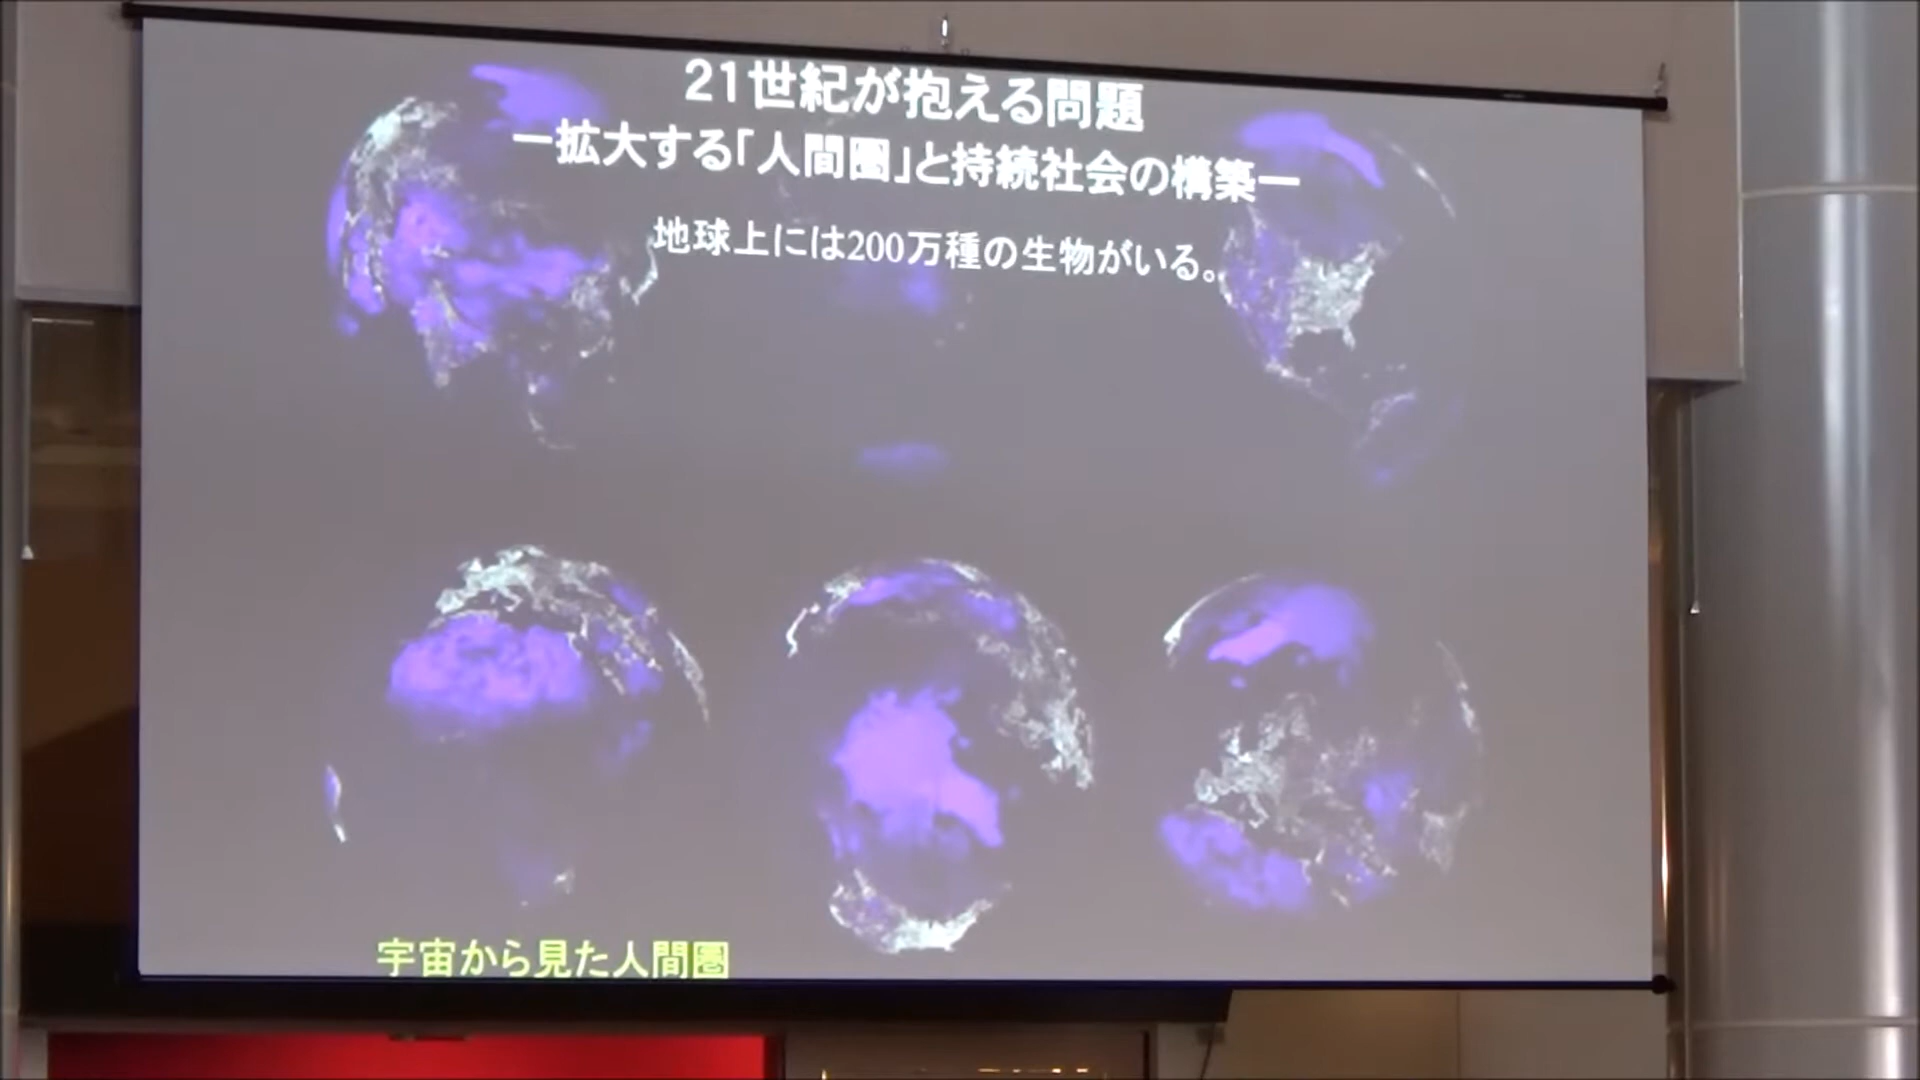 21世紀が抱える問題
ー拡大する「人間圏」と持続社会の構築ー
地球上には200万種の生物がいる。
宇宙から見た人間圏